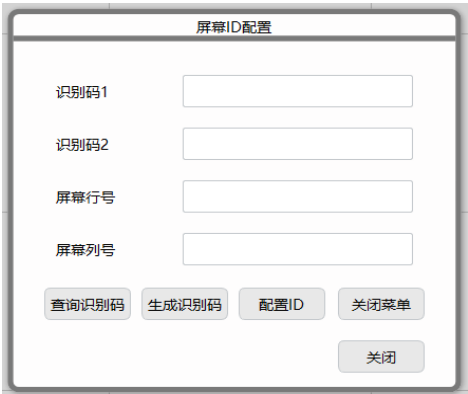 屏幕ID配置
识别码1
识别码2
屏幕行号
屏幕列号
查询识别码 生成识别码 配置ID 关闭菜单
关闭